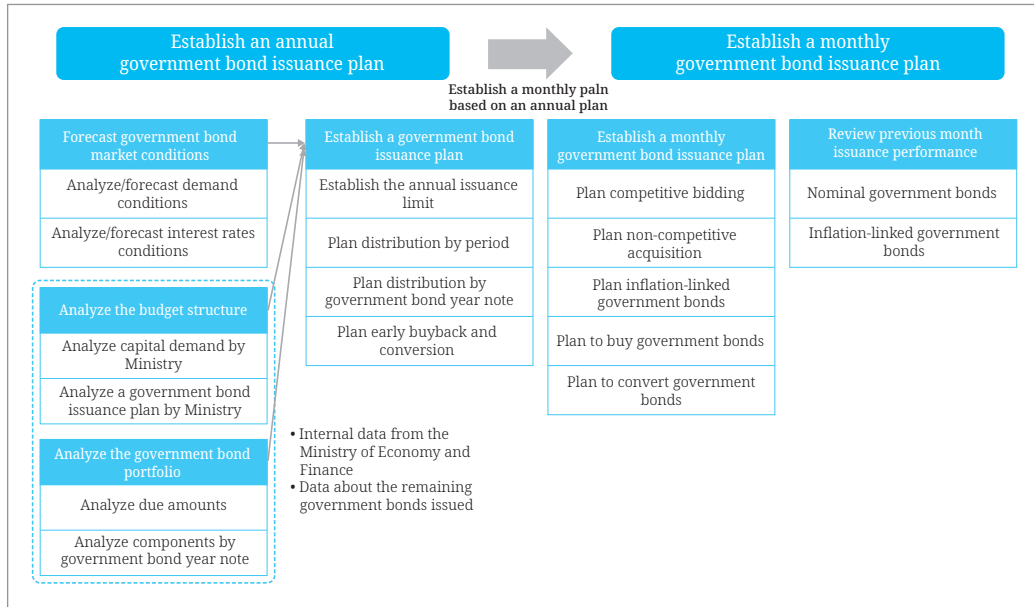 Establish an annual
government bond issuance plan
Establish a monthly
government bond issuance plan
Establish a monthly paln
based on an annual plan
Forecast government bond
market conditions
Analyze/forecast demand
conditions
Analyze/forecast interest rates
conditions
Analyze the budget structure
Analyze capital demand by
Ministry
Analyze a government bond
issuance plan by Ministry
Analyze the government bond
portfolio
Analyze due amounts
Analyze components by
government bond year note
Establish a government bond
issuance plan
Establish the annual issuance
limit
Plan distribution by period
Plan distribution by
government bond year note
Plan early buyback and
conversion
• Internal data from the
Ministry of Economy and
Finance
• Data about the remaining
government bonds issued
Establish a monthly
government bond issuance plan
Plan competitive bidding
Plan non-competitive
acquisition
Plan inflation-linked
government bonds
Plan to buy government bonds
Plan to convert government
bonds
Review previous month
issuance performance
Nominal government bonds
Inflation-linked government
bonds